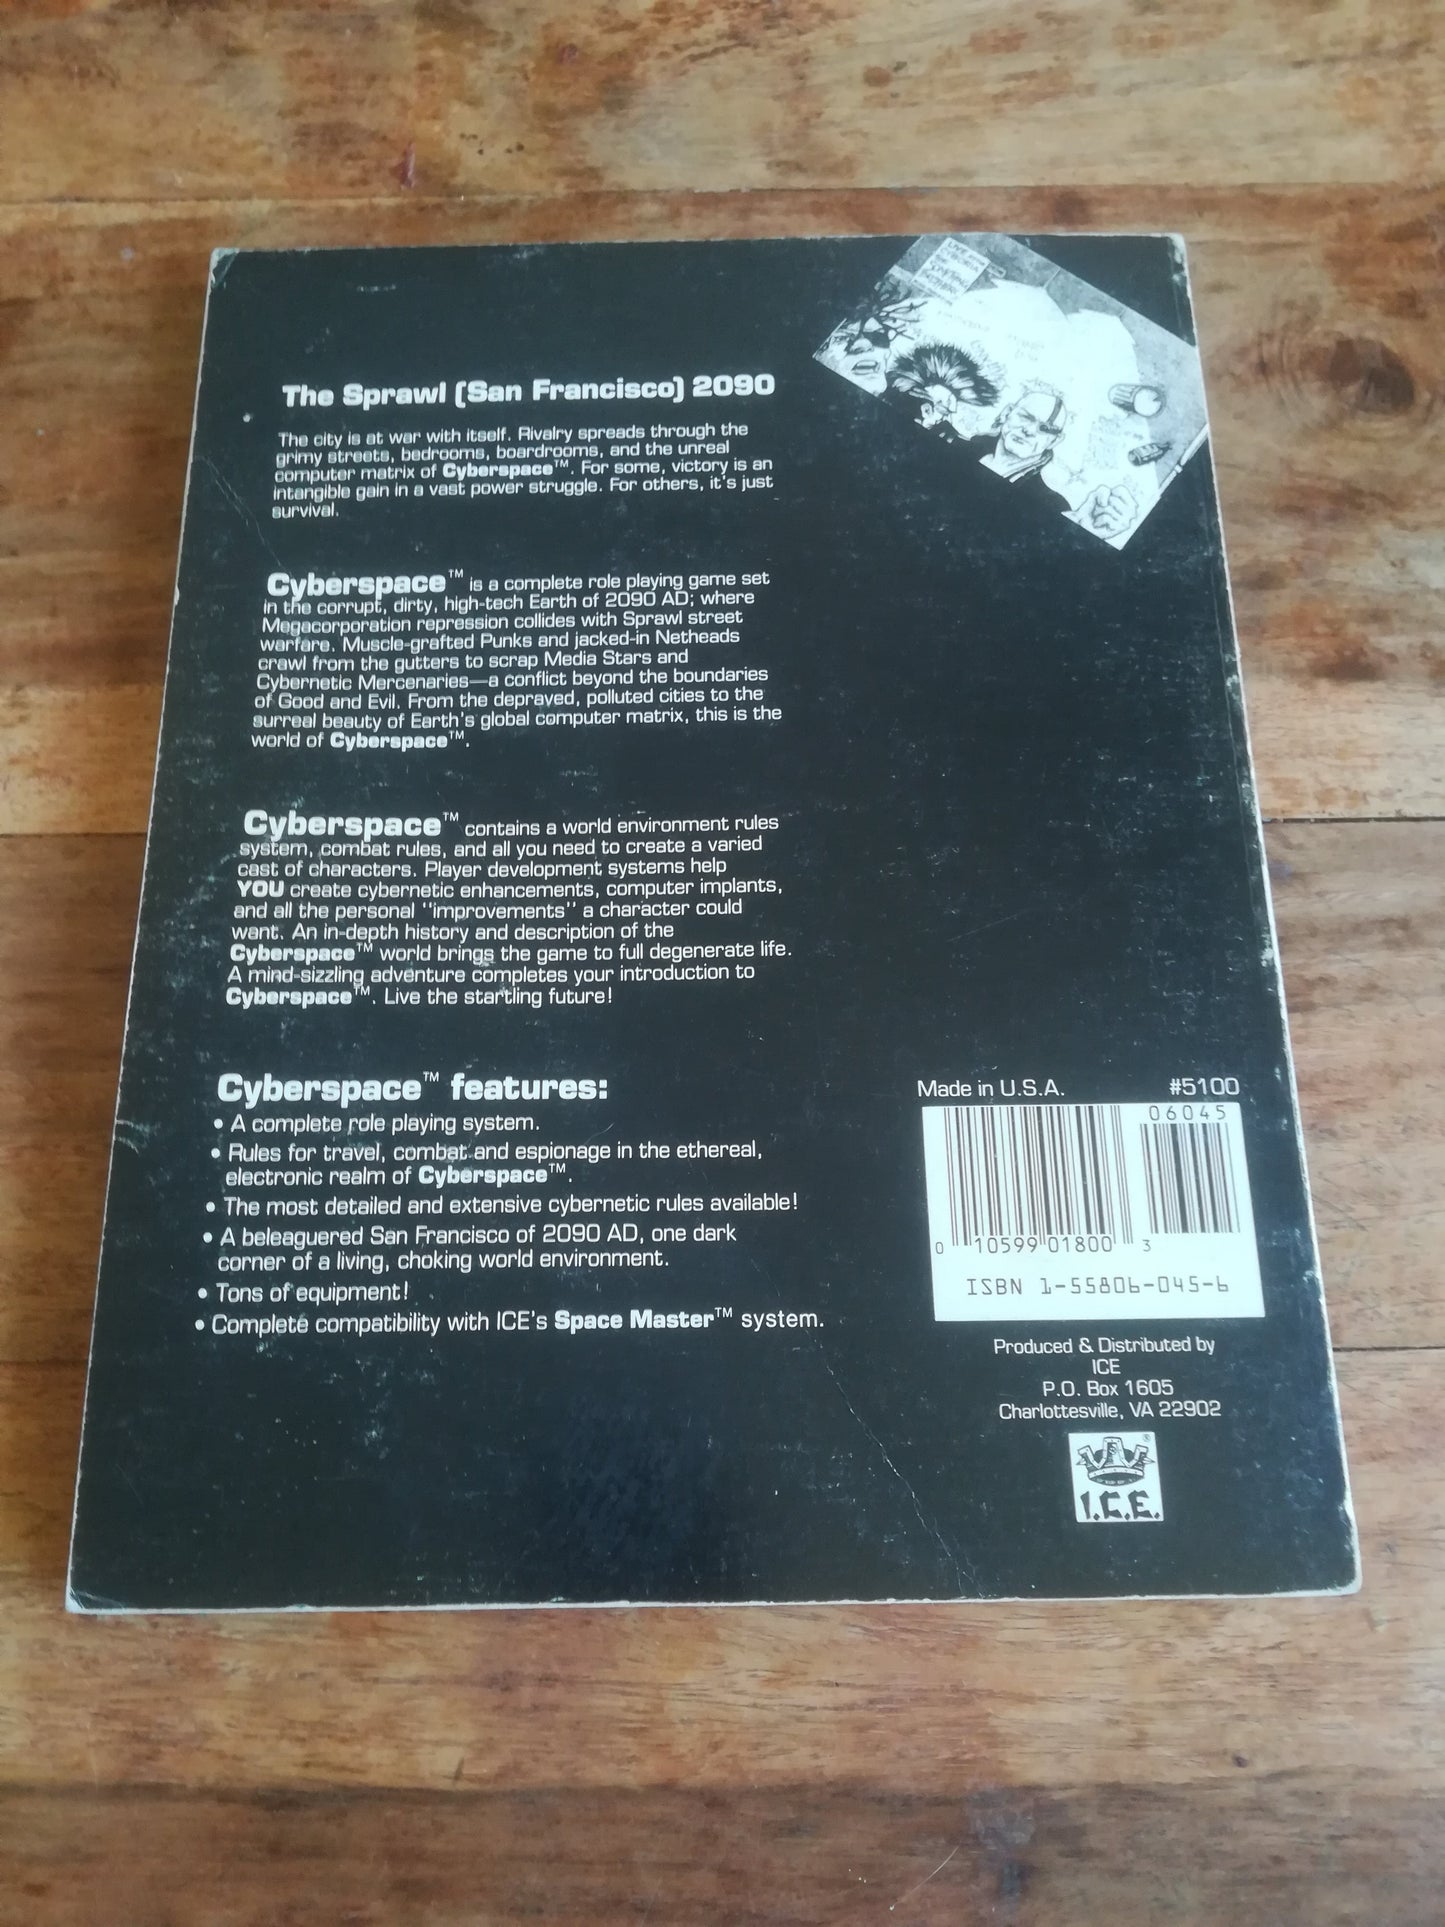 The Sprawl (San Francisco) 2090
The city is at war with itself. Rivalry spreads through the
grimy streets, bedrooms, boardrooms, and the unreal
computer matrix of Cyberspace™. For some, victory is an
intangible gain in a vast power struggle. For others, it's just
survival.
Cyberspace™ is a complete role playing game set
in the corrupt, dirty, high-tech Earth of 2090 AD; where
Megacorporation repression collides with Sprawl street
warfare. Muscle-grafted Punks and jacked-in Netheads
crawl from the gutters to scrap Media Stars and
Cybernetic Mercenaries—a conflict beyond the boundaries
of Good and Evil. From the depraved, polluted cities to the
surreal beauty of Earth's global computer matrix, this is the
world of Cyberspace™.
Cyberspace™ contains a world environment rules
system, combat rules, and all you need to create a varied
cast of characters. Player development systems help
YOU create cybernetic enhancements, computer implants,
and all the personal "improvements" a character could
want. An in-depth history and description of the
Cyberspace™ world brings the game to full degenerate life.
A mind-sizzling adventure completes your introduction to
Cyberspace™. Live the startling future!
Cyberspace™ features:
• A complete role playing system.
• Rules for travel, combat and espionage in the ethereal,
electronic realm of Cyberspace™.
• The most detailed and extensive cybernetic rules available!
• A beleaguered San Francisco of 2090 AD, one dark
corner of a living, choking world environment.
• Tons of equipment!
• Complete compatibility with ICE's Space Master™ system.
Made in U.S.A. #5100
06045
0 10599 01800 3
ISBN 1-55806-045-6
Produced & Distributed by
ICE
P.O. Box 1605
Charlottesville, VA 22902
I.C.E.